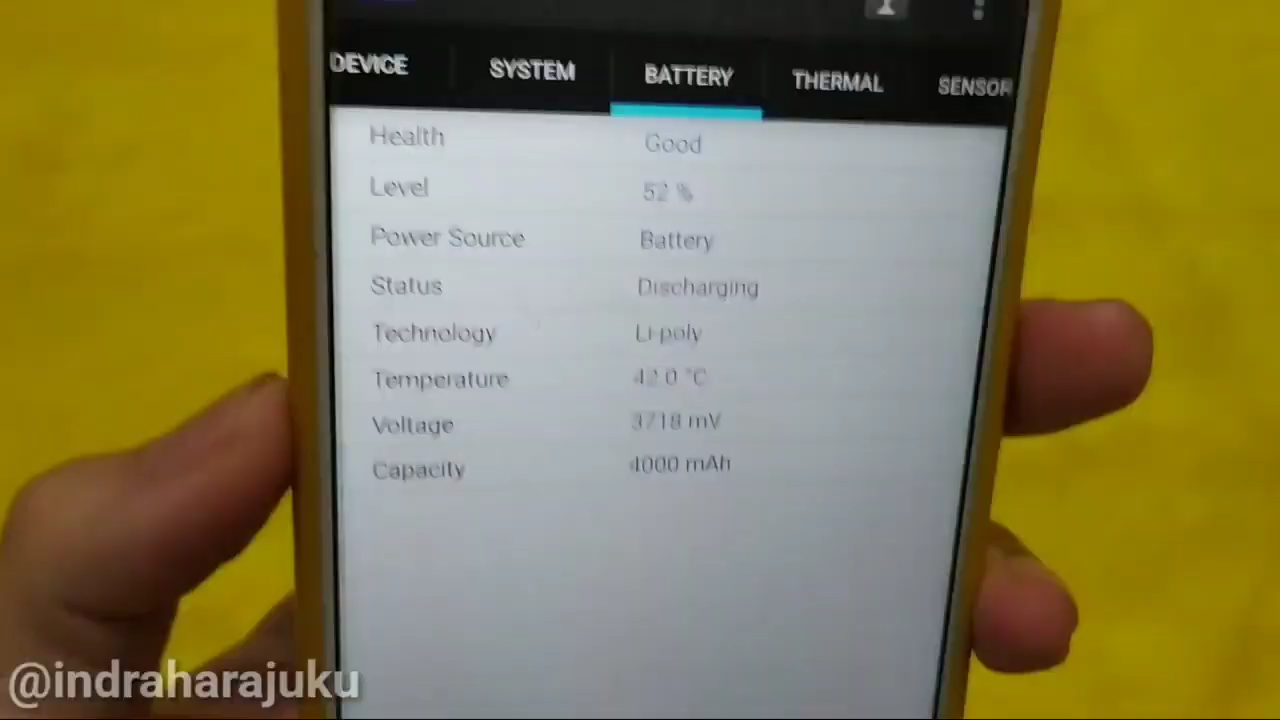 DEVICE SYSTEM BATTERY THERMAL SENSOR
Health Good
Level 52 %
Power Source Battery
Status Discharging
Technology Li-poly
Temperature 42.0 °C
Voltage 3718 mV
Capacity 4000 mAh
@indraharajuku